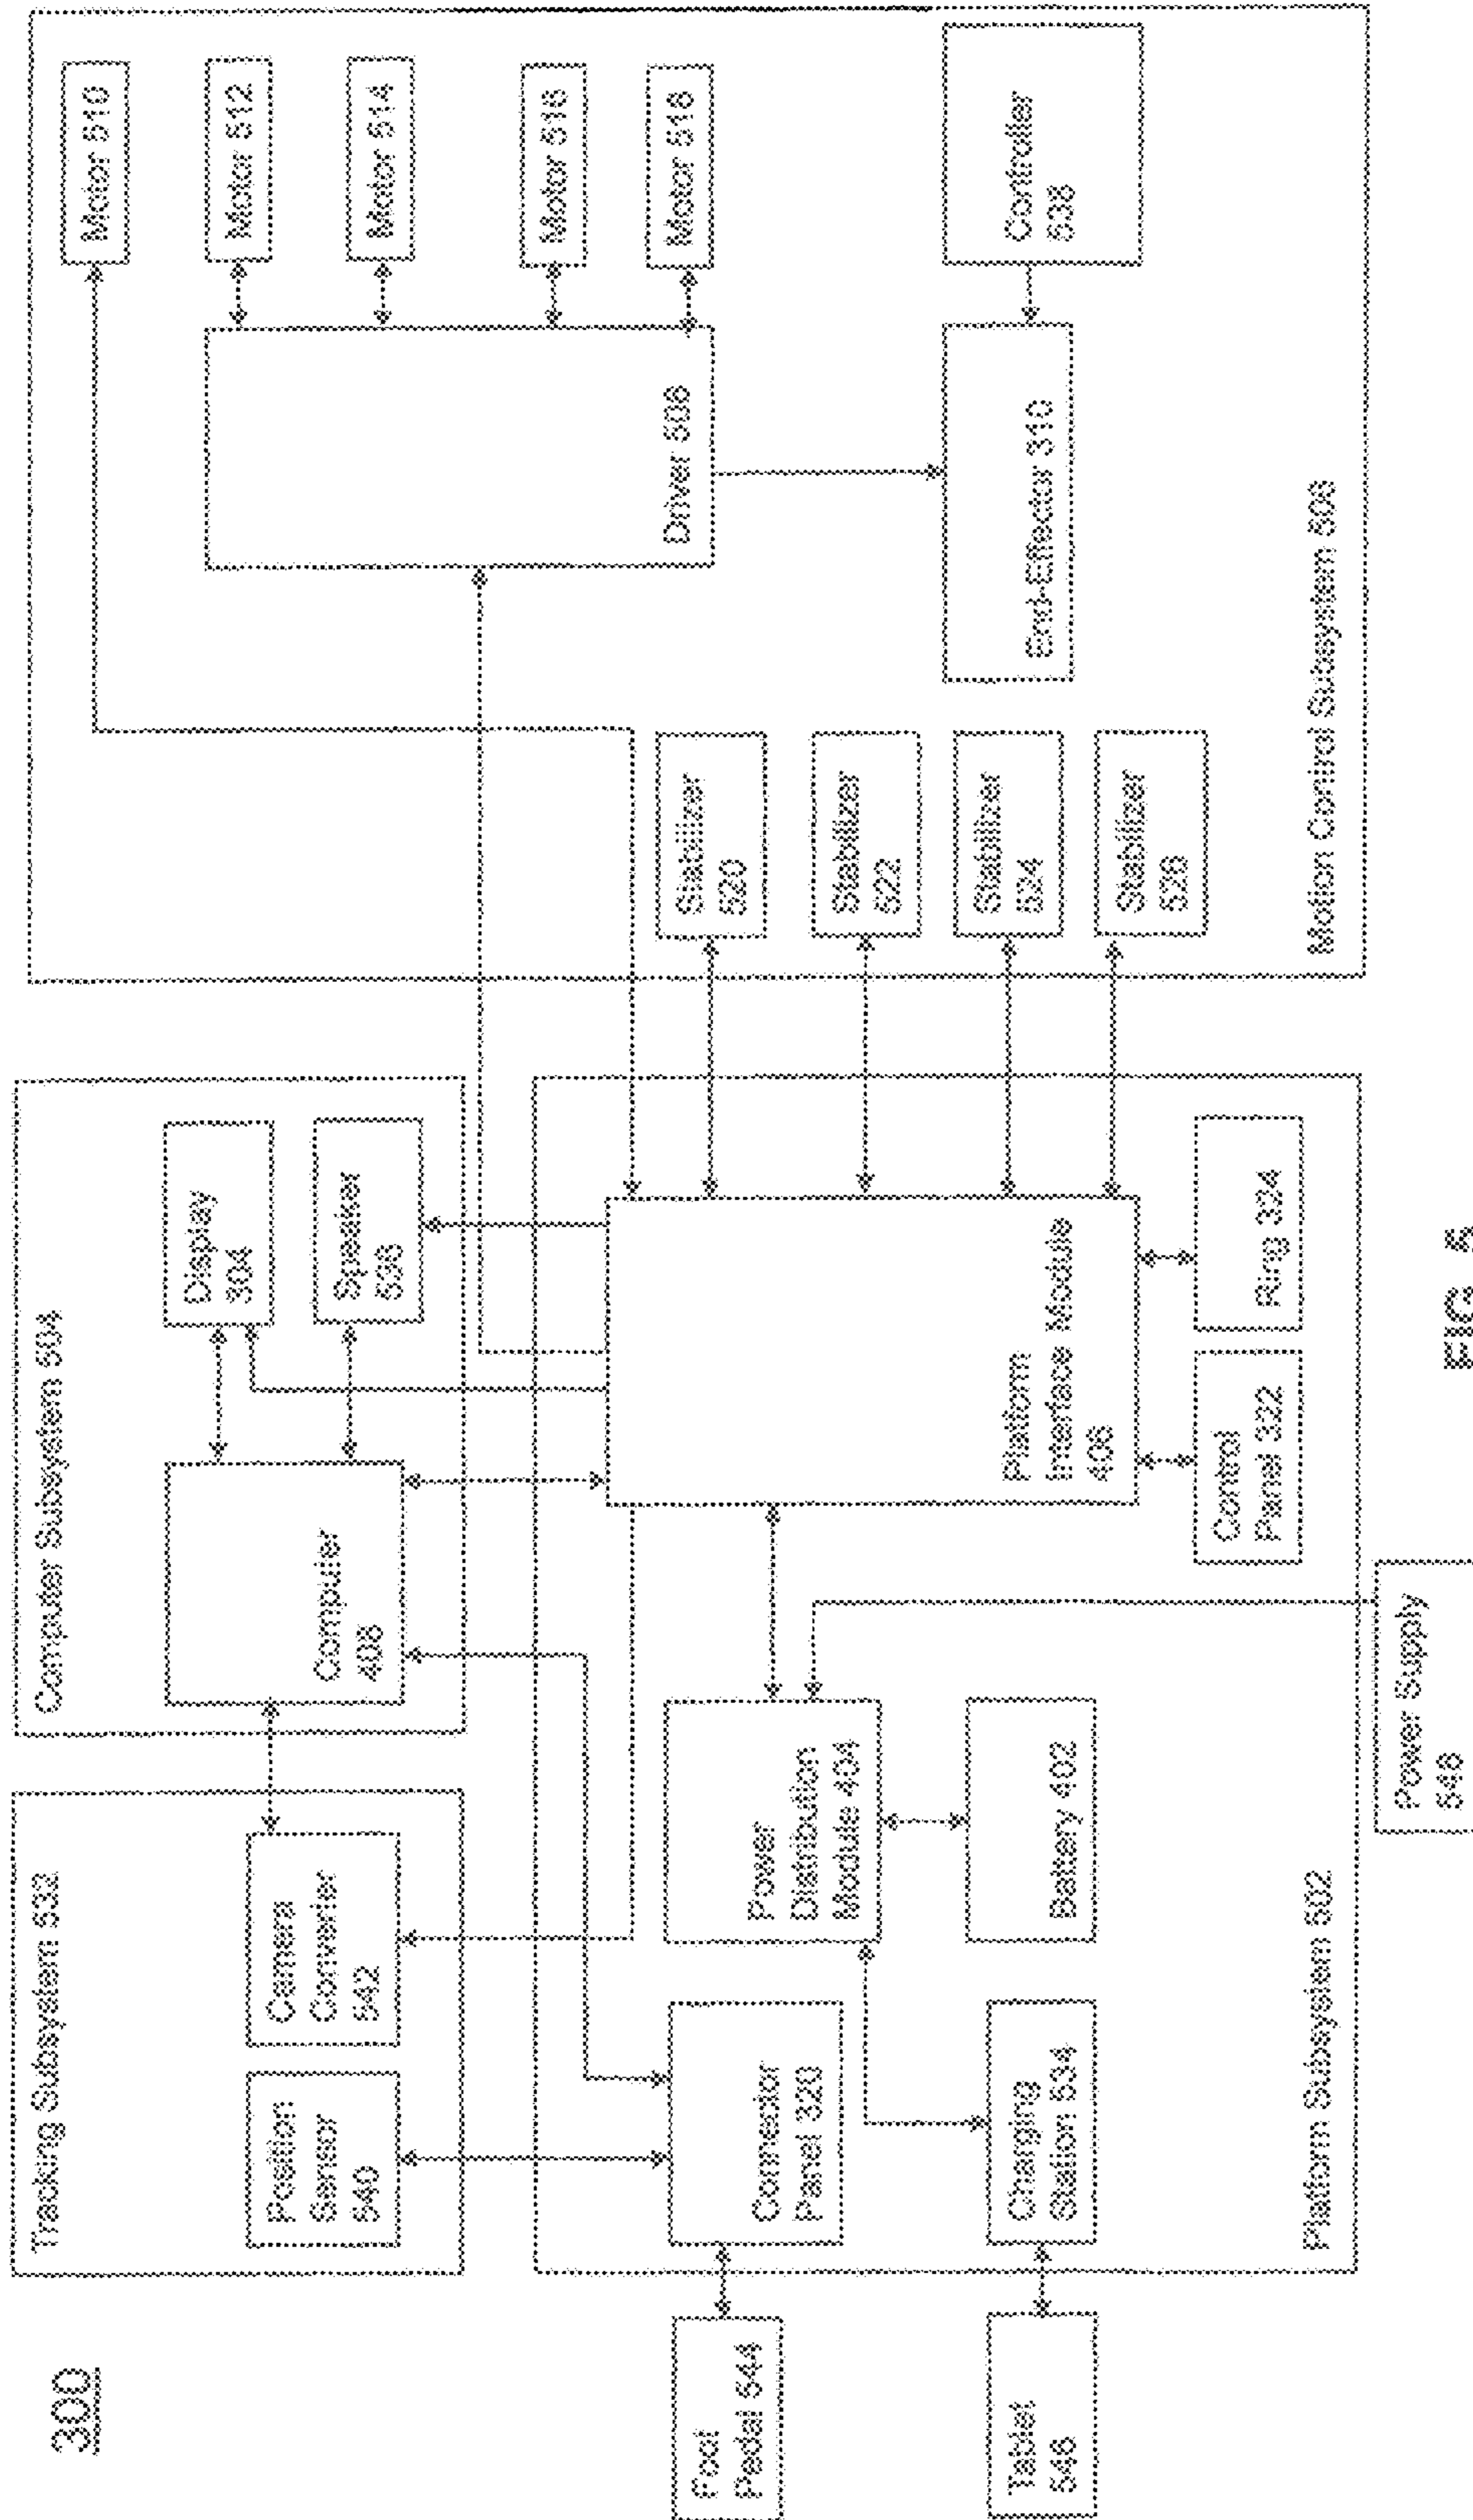 300
Tracking Subsystem 532
Position
Sensor
540
Camera
Converter
542
Computer Subsystem 504
Computer
408
Display
304
Speaker
536
Foot
Pedal 544
Tablet
546
Connector
Panel 320
Charging
Station 534
Power
Distribution
Module 404
Battery 402
Platform
Interface Module
406
Control
Panel 322
Ring 324
Platform Subsystem 502
Power Supply
548
Motor 510
Motor 512
Motor 514
Motor 516
Motor 518
Driver 508
Stabilizer
520
Stabilizer
522
Stabilizer
524
Stabilizer
526
End-Effector 310
Controller
538
Motion Control Subsystem 506
FIG. 5